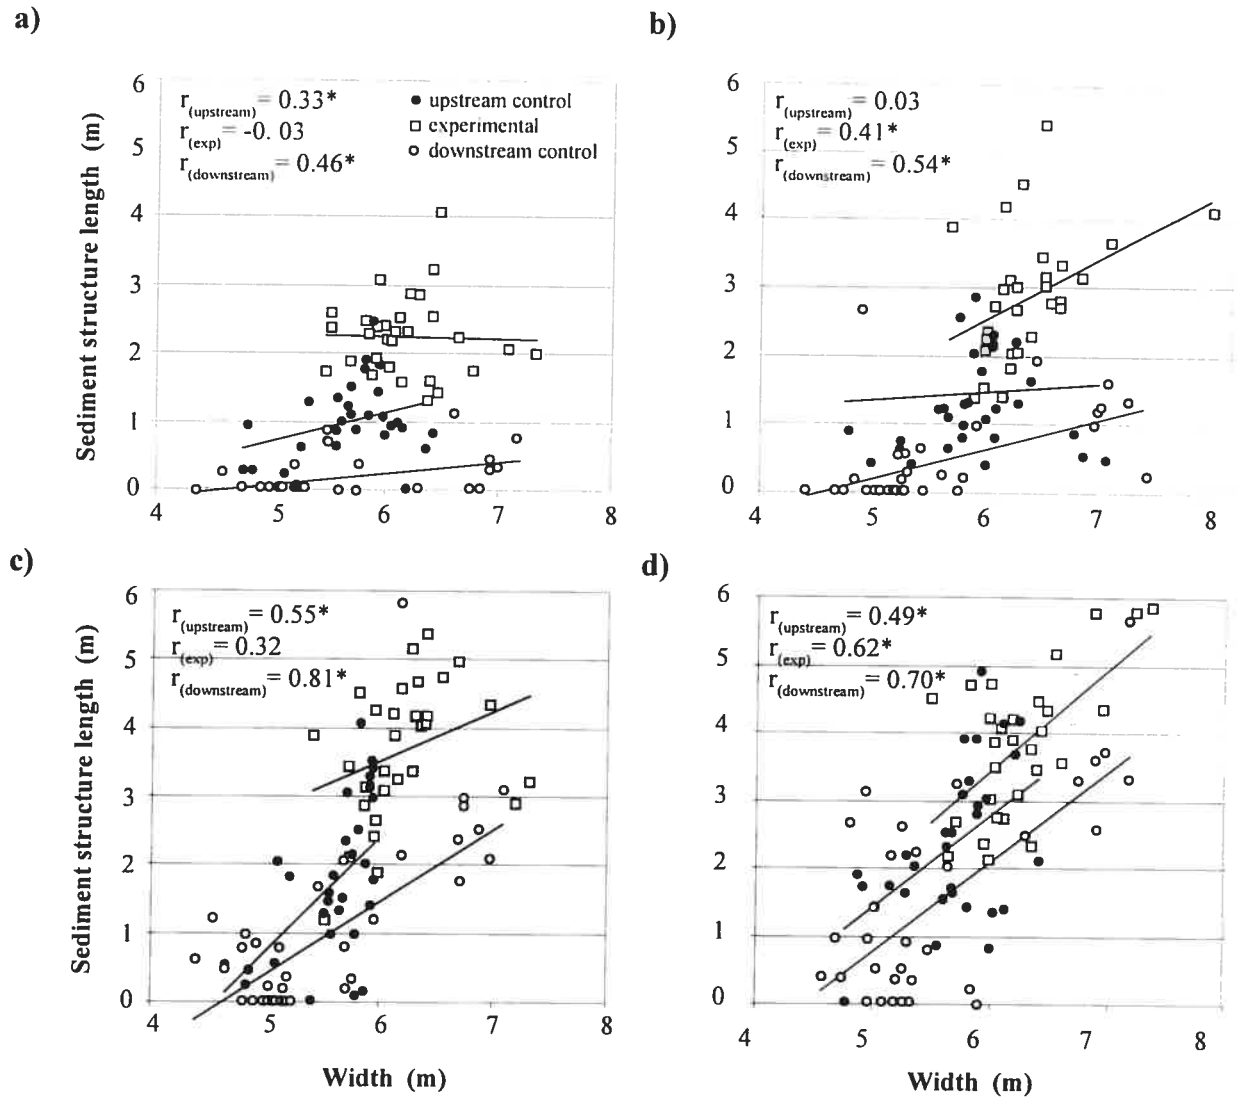 a)
6
5
4
3
2
1
0
Sediment structure length (m)
r(upstream)= 0.33*
r(exp)= -0. 03
r(downstream)= 0.46*
upstream control
experimental
downstream control
4 5 6 7 8
b)
6
5
4
3
2
1
0
r(upstream)= 0.03
r(exp)= 0.41*
r(downstream)= 0.54*
4 5 6 7 8
c)
6
5
4
3
2
1
0
Sediment structure length (m)
r(upstream)= 0.55*
r(exp)= 0.32
r(downstream)= 0.81*
4 5 6 7 8
Width (m)
d)
6
5
4
3
2
1
0
r(upstream)= 0.49*
r(exp)= 0.62*
r(downstream)= 0.70*
4 5 6 7 8
Width (m)